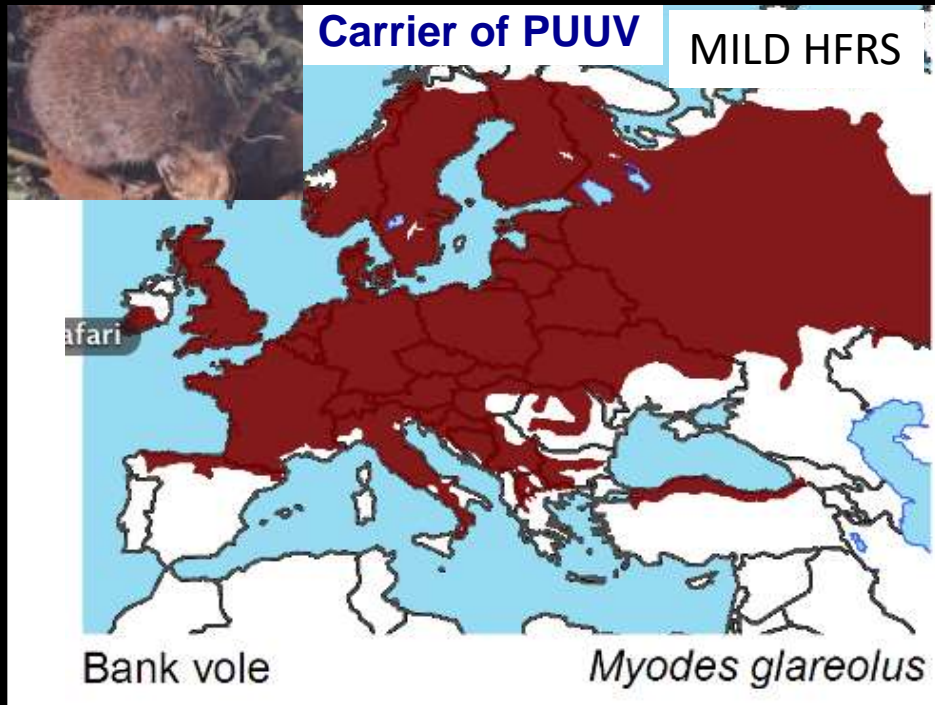 Carrier of PUUV
MILD HFRS
afari
Bank vole
Myodes glareolus